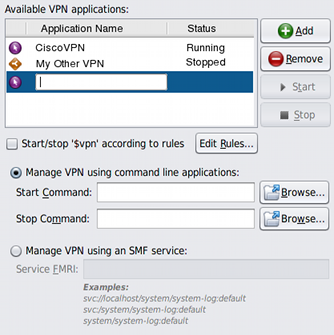 Available VPN applications:
Application Name Status
CiscoVPN Running
My Other VPN Stopped
Add
Remove
Start
Stop
Start/stop '$vpn' according to rules Edit Rules...
Manage VPN using command line applications:
Start Command: Browse...
Stop Command: Browse...
Manage VPN using an SMF service:
Service FMRI:
Examples:
svc://localhost/system/system-log:default
svc:/system/system-log:default
system/system-log:default